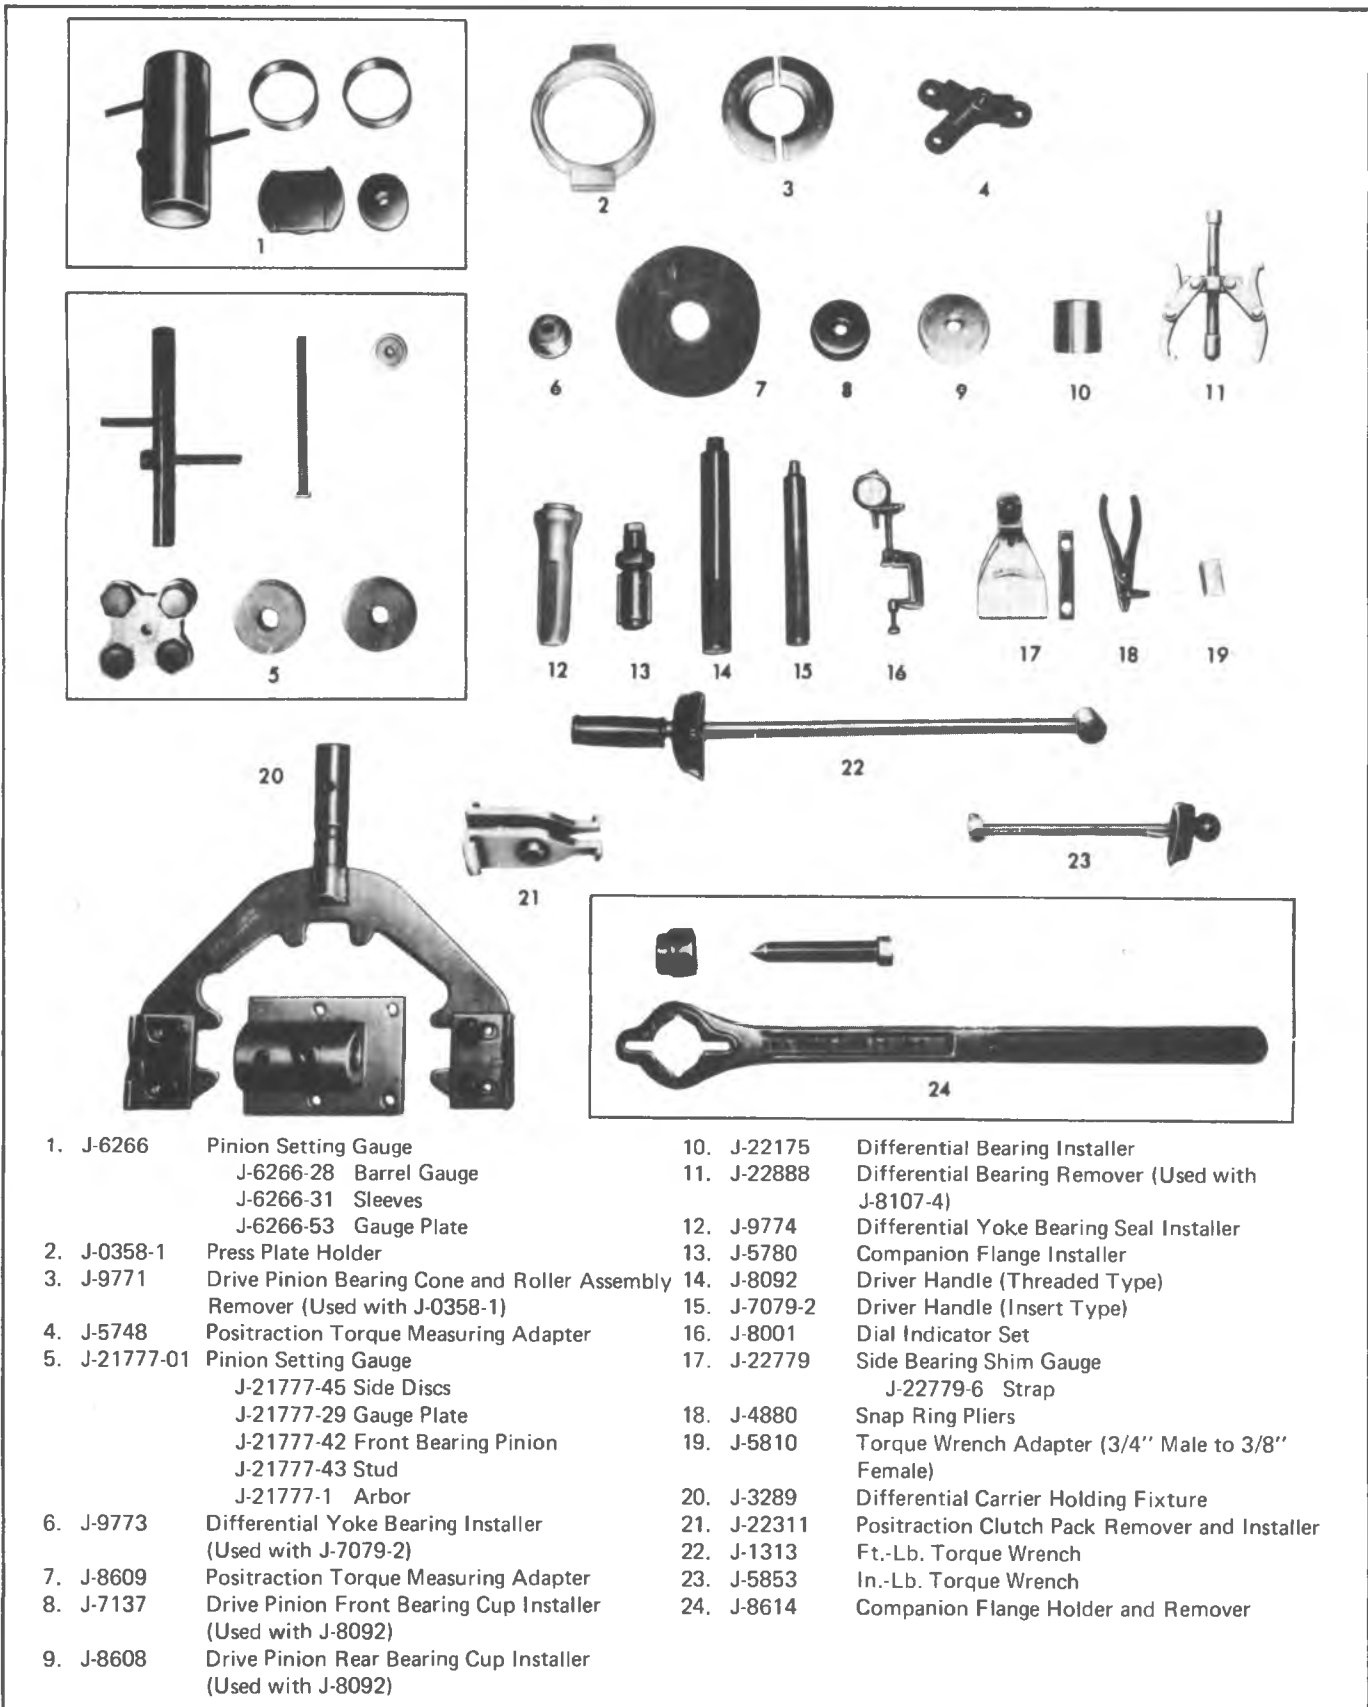 1
2
3
4
5
6
7
8
9
10
11
12
13
14
15
16
17
18
19
20
21
22
23
24
1. J-6266 Pinion Setting Gauge
J-6266-28 Barrel Gauge
J-6266-31 Sleeves
J-6266-53 Gauge Plate
2. J-0358-1 Press Plate Holder
3. J-9771 Drive Pinion Bearing Cone and Roller Assembly
Remover (Used with J-0358-1)
4. J-5748 Positraction Torque Measuring Adapter
5. J-21777-01 Pinion Setting Gauge
J-21777-45 Side Discs
J-21777-29 Gauge Plate
J-21777-42 Front Bearing Pinion
J-21777-43 Stud
J-21777-1 Arbor
6. J-9773 Differential Yoke Bearing Installer
(Used with J-7079-2)
7. J-8609 Positraction Torque Measuring Adapter
8. J-7137 Drive Pinion Front Bearing Cup Installer
(Used with J-8092)
9. J-8608 Drive Pinion Rear Bearing Cup Installer
(Used with J-8092)
10. J-22175 Differential Bearing Installer
11. J-22888 Differential Bearing Remover (Used with
J-8107-4)
12. J-9774 Differential Yoke Bearing Seal Installer
13. J-5780 Companion Flange Installer
14. J-8092 Driver Handle (Threaded Type)
15. J-7079-2 Driver Handle (Insert Type)
16. J-8001 Dial Indicator Set
17. J-22779 Side Bearing Shim Gauge
J-22779-6 Strap
18. J-4880 Snap Ring Pliers
19. J-5810 Torque Wrench Adapter (3/4'' Male to 3/8''
Female)
20. J-3289 Differential Carrier Holding Fixture
21. J-22311 Positraction Clutch Pack Remover and Installer
22. J-1313 Ft.-Lb. Torque Wrench
23. J-5853 In.-Lb. Torque Wrench
24. J-8614 Companion Flange Holder and Remover